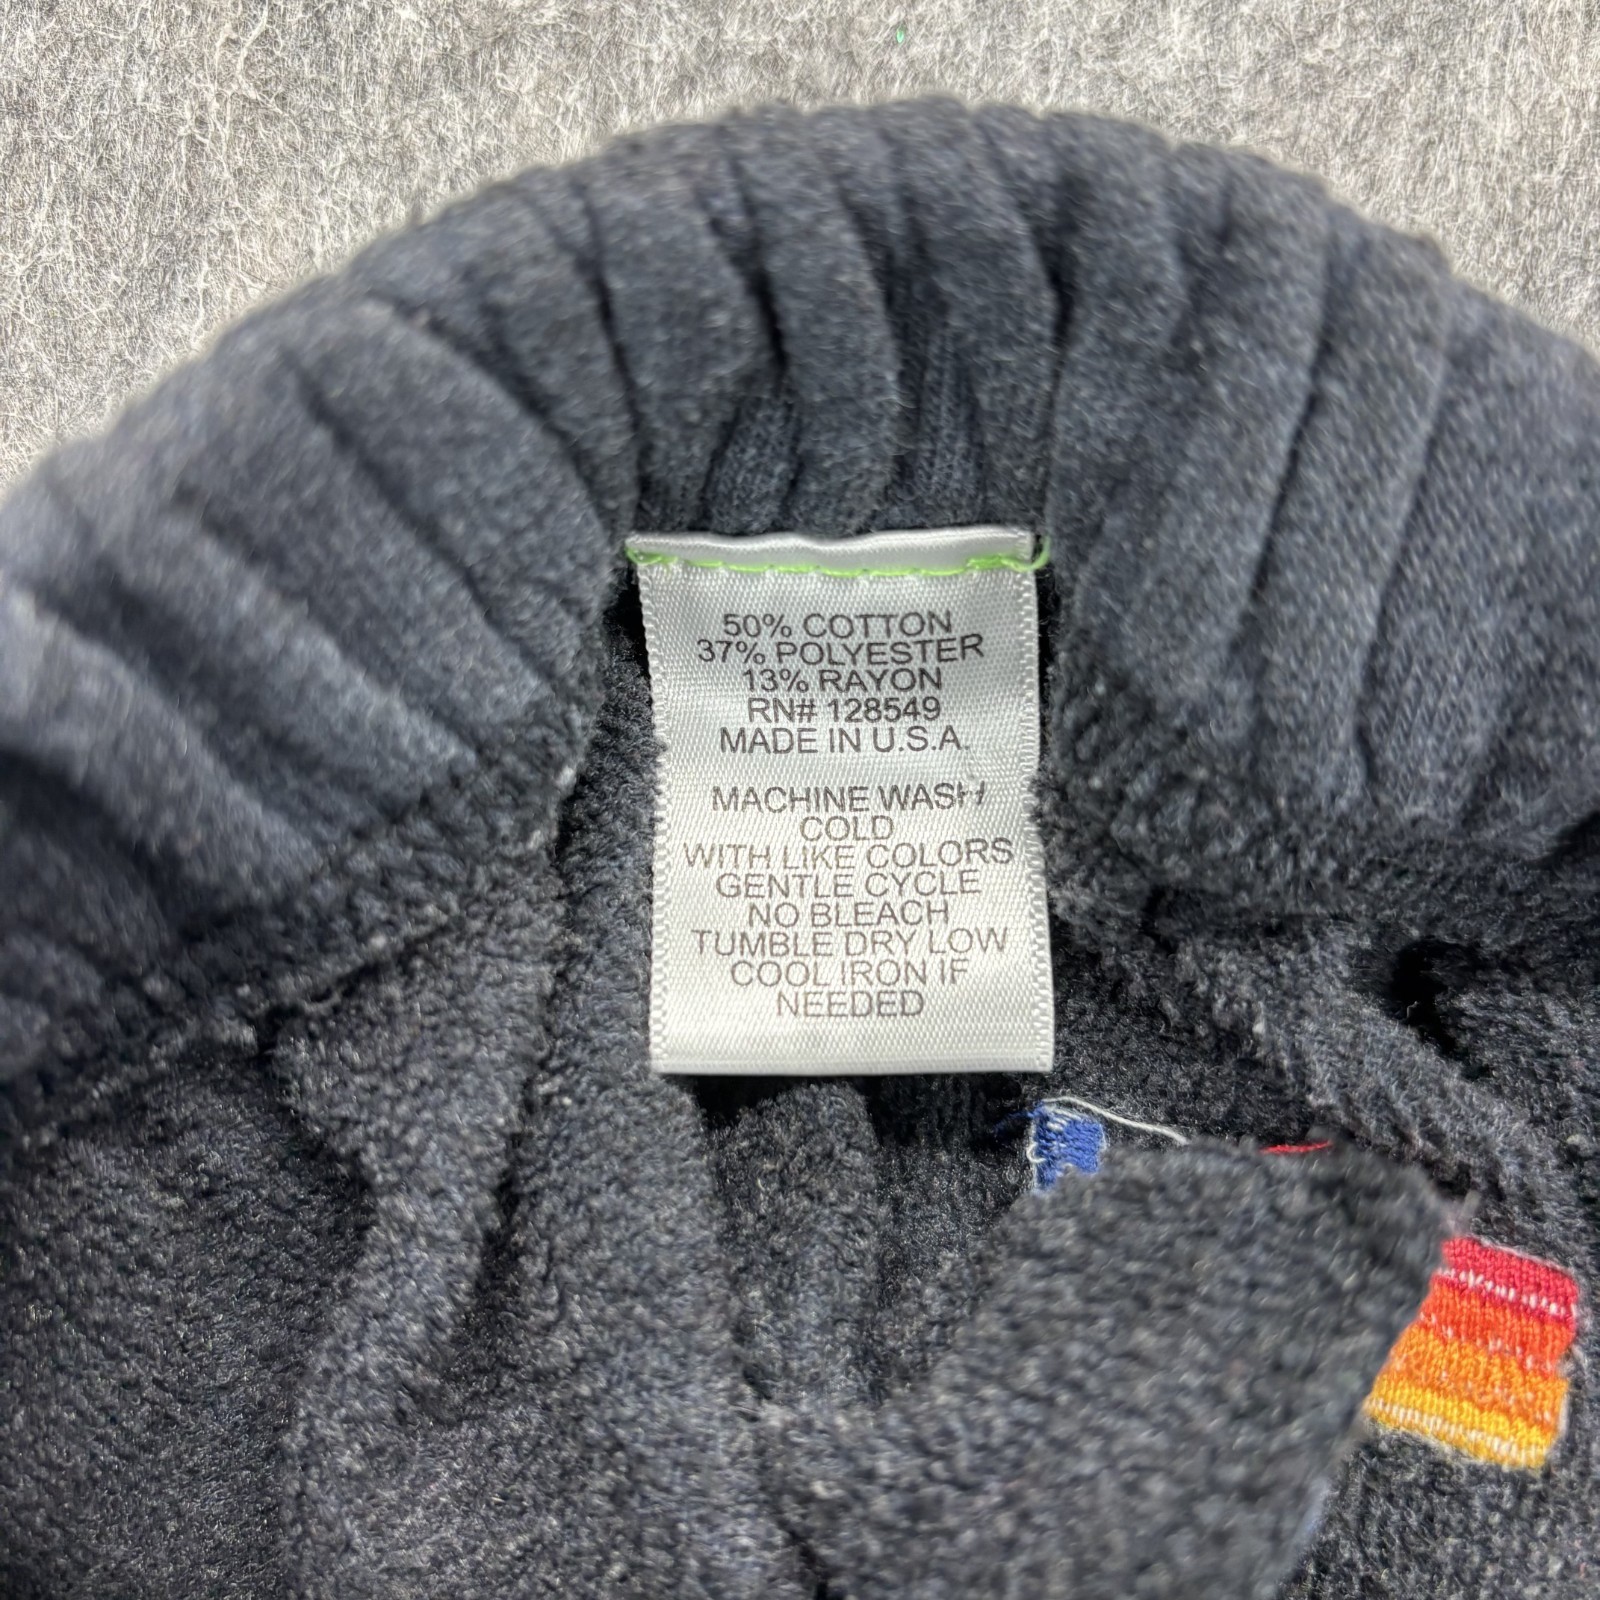 50% COTTON
37% POLYESTER
13% RAYON
RN# 128549
MADE IN U.S.A.
MACHINE WASH
COLD
WITH LIKE COLORS
GENTLE CYCLE
NO BLEACH
TUMBLE DRY LOW
COOL IRON IF
NEEDED